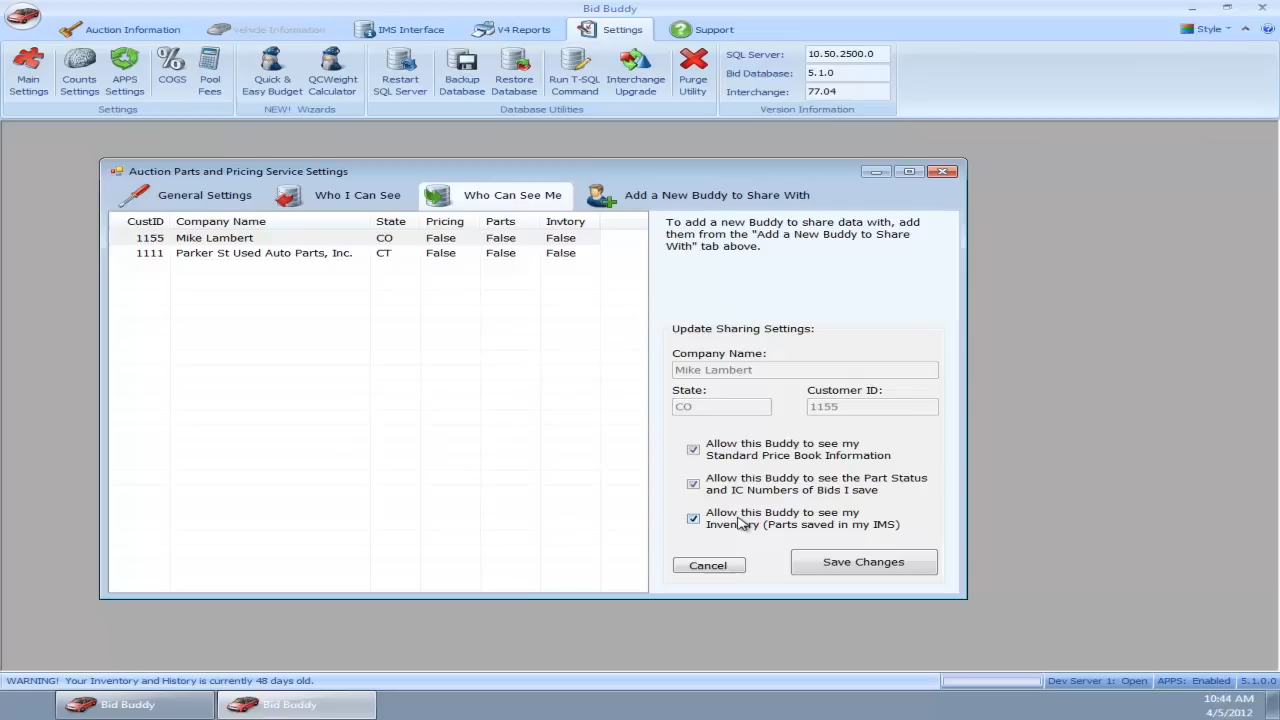 Bid Buddy
Auction Information
Vehicle Information
IMS Interface
V4 Reports
Settings
Support
Style
Main Settings
Counts Settings
APPS Settings
COGS
Pool Fees
Settings
Quick & Easy Budget
QCWeight Calculator
NEW! Wizards
Restart SQL Server
Backup Database
Restore Database
Run T-SQL Command
Interchange Upgrade
Purge Utility
Database Utilities
SQL Server: 10.50.2500.0
Bid Database: 5.1.0
Interchange: 77.04
Version Information
Auction Parts and Pricing Service Settings
General Settings
Who I Can See
Who Can See Me
Add a New Buddy to Share With
CustID Company Name State Pricing Parts Invtory
1155 Mike Lambert CO False False False
1111 Parker St Used Auto Parts, Inc. CT False False False
To add a new Buddy to share data with, add
them from the "Add a New Buddy to Share
With" tab above.
Update Sharing Settings:
Company Name:
Mike Lambert
State: Customer ID:
CO 1155
Allow this Buddy to see my
Standard Price Book Information
Allow this Buddy to see the Part Status
and IC Numbers of Bids I save
Allow this Buddy to see my
Inventory (Parts saved in my IMS)
Cancel
Save Changes
WARNING! Your Inventory and History is currently 48 days old.
Dev Server 1: Open APPS: Enabled 5.1.0.0
Bid Buddy
Bid Buddy
10:44 AM
4/5/2012